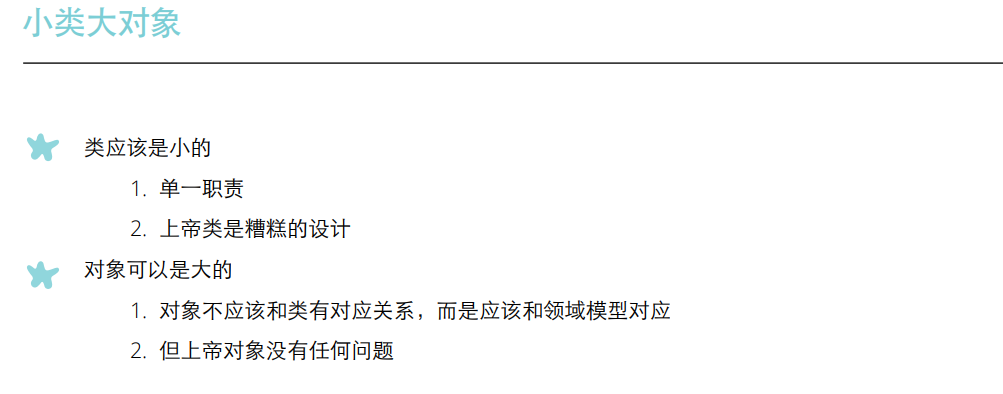 小类大对象
类应该是小的
1. 单一职责
2. 上帝类是糟糕的设计
对象可以是大的
1. 对象不应该和类有对应关系，而是应该和领域模型对应
2. 但上帝对象没有任何问题